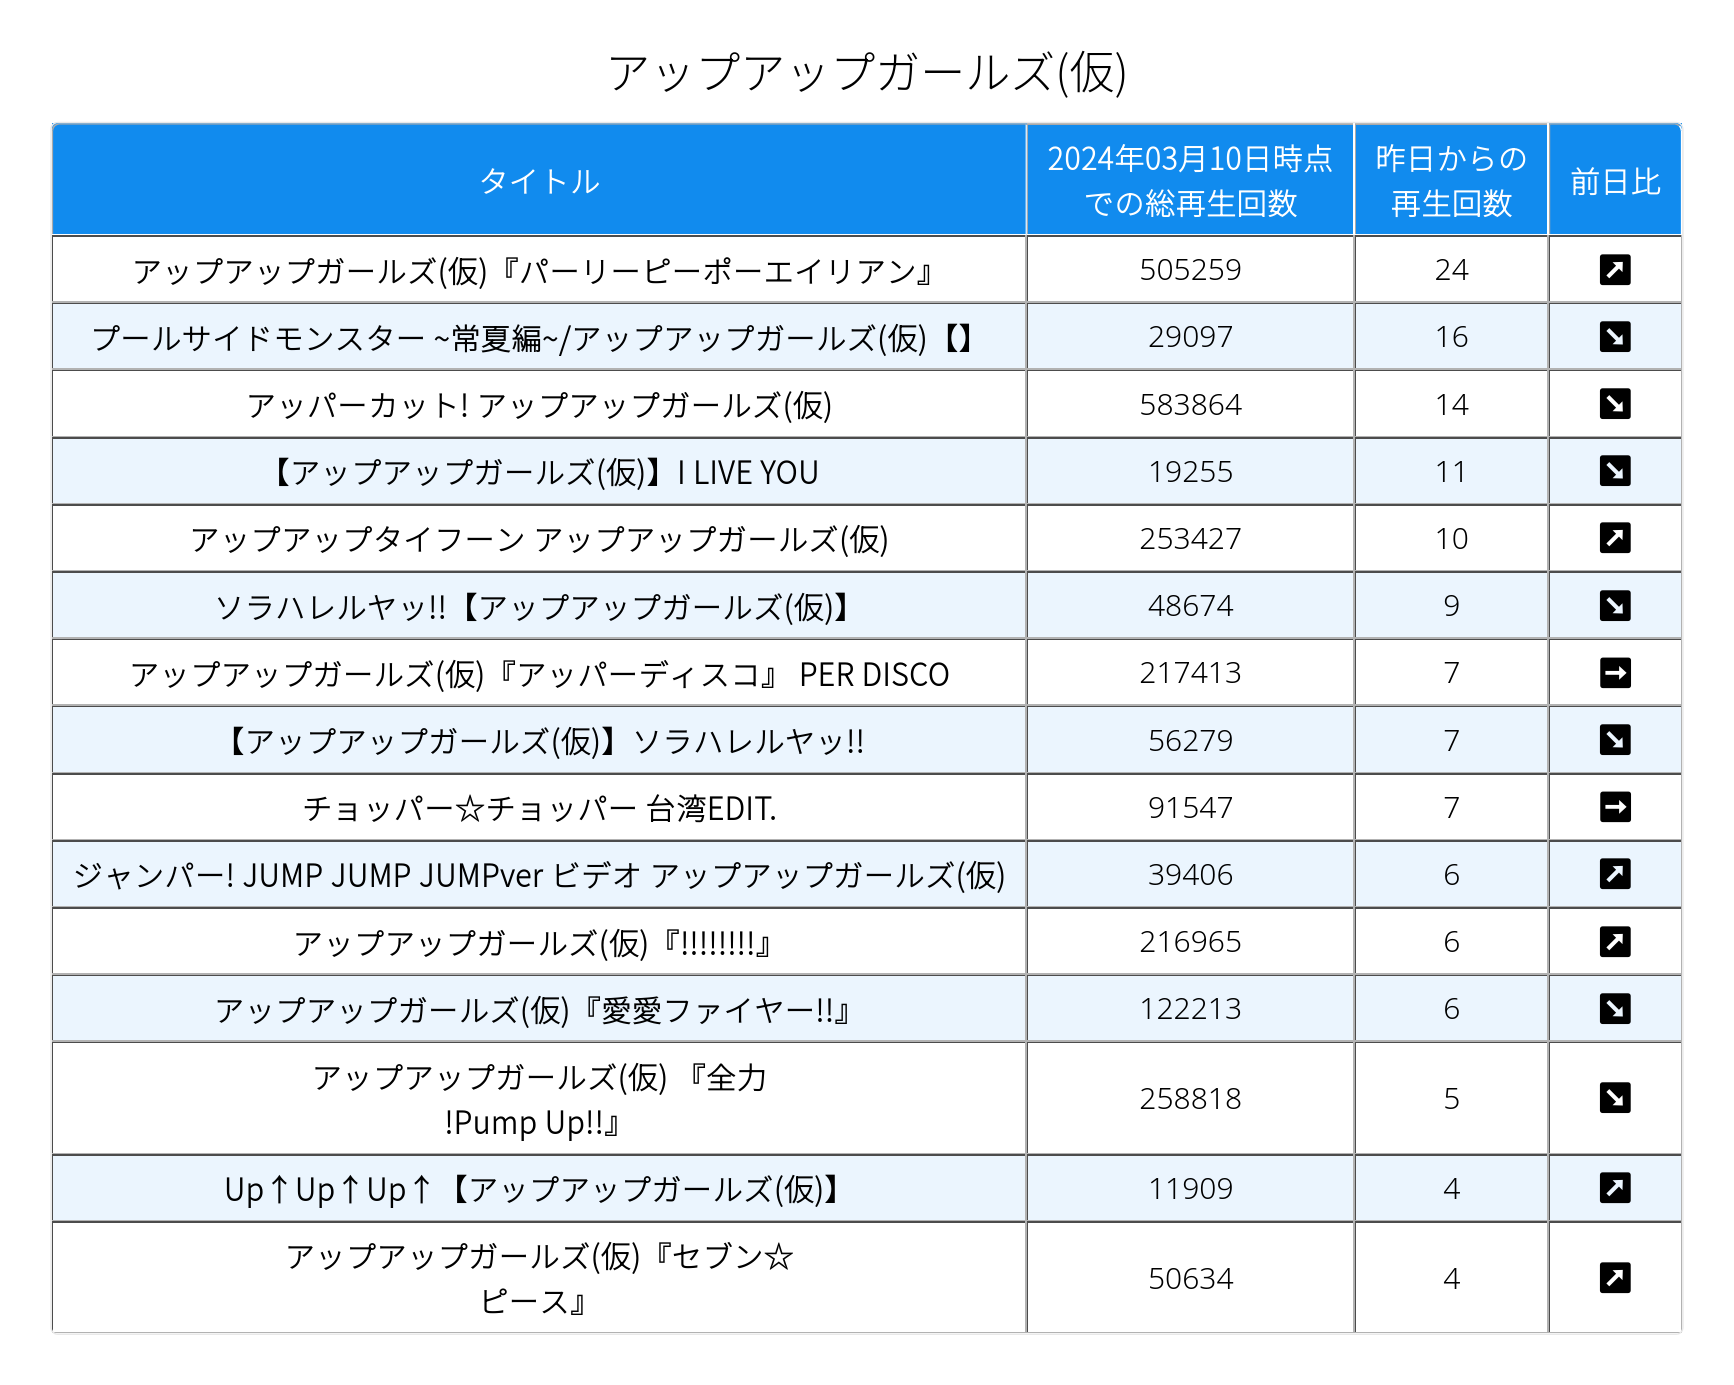 アップアップガールズ(仮)
タイトル
2024年03月10日時点
での総再生回数
昨日からの
再生回数
前日比
アップアップガールズ(仮)『パーリーピーポーエイリアン』 505259 24 ↗
プールサイドモンスター ~常夏編~/アップアップガールズ(仮)【】 29097 16 ↘
アッパーカット! アップアップガールズ(仮) 583864 14 ↘
【アップアップガールズ(仮)】I LIVE YOU 19255 11 ↘
アップアップタイフーン アップアップガールズ(仮) 253427 10 ↗
ソラハレルヤッ!!【アップアップガールズ(仮)】 48674 9 ↘
アップアップガールズ(仮)『アッパーディスコ』 PER DISCO 217413 7 →
【アップアップガールズ(仮)】ソラハレルヤッ!! 56279 7 ↘
チョッパー☆チョッパー 台湾EDIT. 91547 7 →
ジャンパー! JUMP JUMP JUMPver ビデオ アップアップガールズ(仮) 39406 6 ↗
アップアップガールズ(仮)『!!!!!!!!』 216965 6 ↗
アップアップガールズ(仮)『愛愛ファイヤー!!』 122213 6 ↘
アップアップガールズ(仮) 『全力
!Pump Up!!』 258818 5 ↘
Up↑Up↑Up↑【アップアップガールズ(仮)】 11909 4 ↗
アップアップガールズ(仮)『セブン☆
ピース』 50634 4 ↗